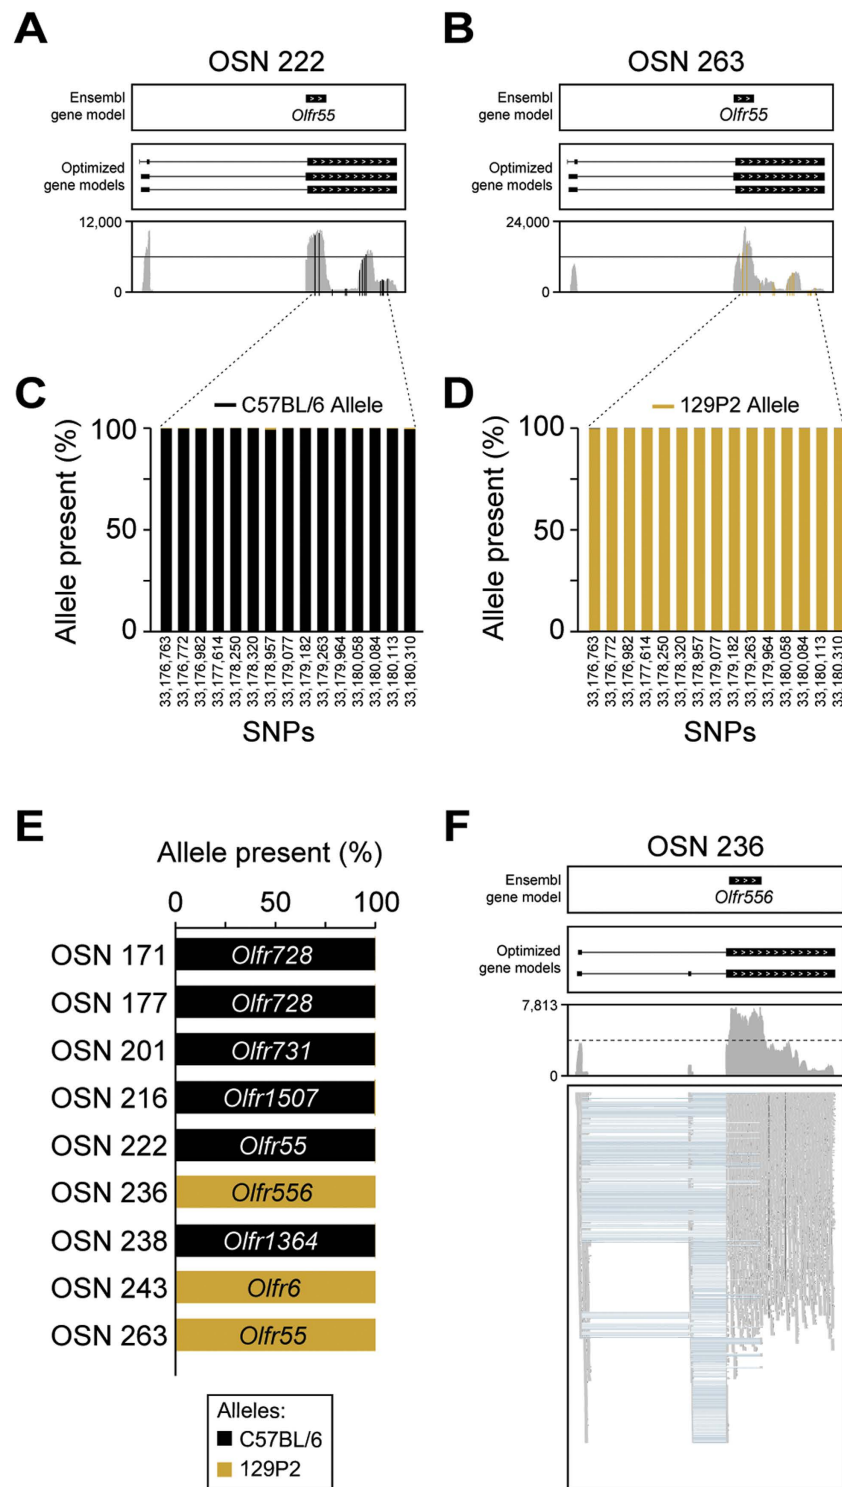 A
OSN 222
Ensembl
gene model
Olfr55
Optimized
gene models
12,000
0
B
OSN 263
Ensembl
gene model
Olfr55
Optimized
gene models
24,000
0
C
C57BL/6 Allele
Allele present (%)
100
50
0
33,176,763
33,176,772
33,176,982
33,177,614
33,178,250
33,178,320
33,178,957
33,179,077
33,179,182
33,179,263
33,179,964
33,180,058
33,180,084
33,180,113
33,180,310
SNPs
D
129P2 Allele
Allele present (%)
100
50
0
33,176,763
33,176,772
33,176,982
33,177,614
33,178,250
33,178,320
33,178,957
33,179,077
33,179,182
33,179,263
33,179,964
33,180,058
33,180,084
33,180,113
33,180,310
SNPs
E
Allele present (%)
0 50 100
OSN 171 Olfr728
OSN 177 Olfr728
OSN 201 Olfr731
OSN 216 Olfr1507
OSN 222 Olfr55
OSN 236 Olfr556
OSN 238 Olfr1364
OSN 243 Olfr6
OSN 263 Olfr55
Alleles:
C57BL/6
129P2
F
OSN 236
Ensembl
gene model
Olfr556
Optimized
gene models
7,813
0